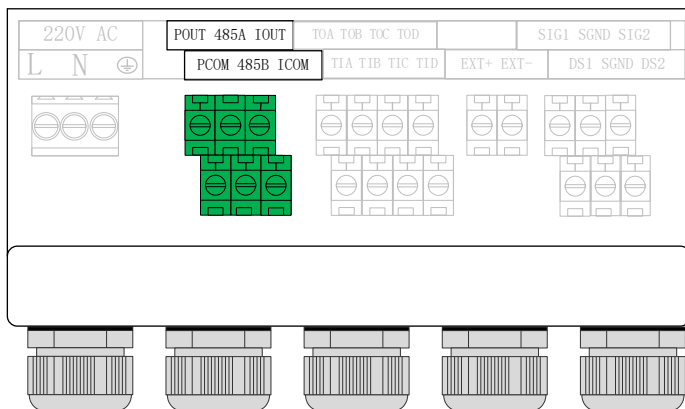 220V AC POUT 485A IOUT TOA TOB TOC TOD SIG1 SGND SIG2
L N PCOM 485B ICOM TIA TIB TIC TID EXT+ EXT- DS1 SGND DS2